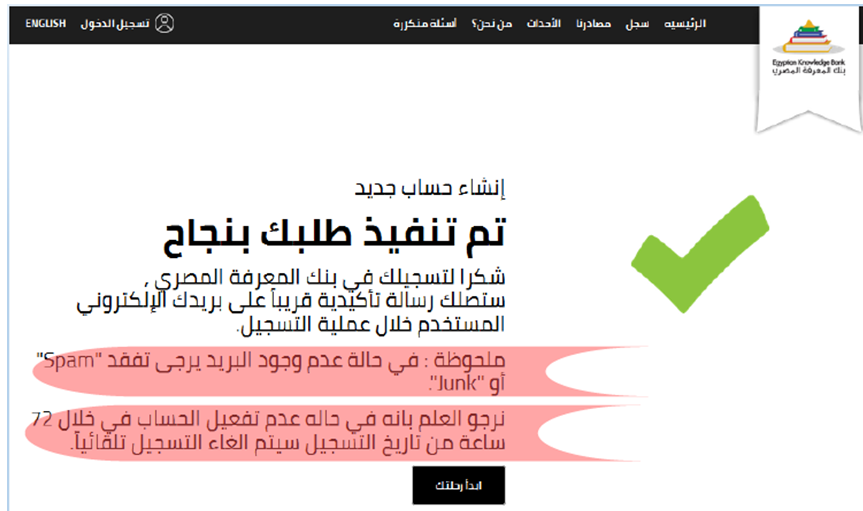 الرئيسيه سجل مصادرنا الأحداث من نحن؟ أسئلة متكررة تسجيل الدخول ENGLISH
Egyptian Knowledge Bank
بنك المعرفة المصري
إنشاء حساب جديد
تم تنفيذ طلبك بنجاح
شكرا لتسجيلك في بنك المعرفة المصري ,
ستصلك رسالة تأكيدية قريباً على بريدك الإلكتروني
المستخدم خلال عملية التسجيل.
ملحوظة : في حالة عدم وجود البريد يرجى تفقد "Spam"
أو "Junk".
نرجو العلم بانه في حاله عدم تفعيل الحساب في خلال 72
ساعة من تاريخ التسجيل سيتم الغاء التسجيل تلقائياً.
ابدأ رحلتك